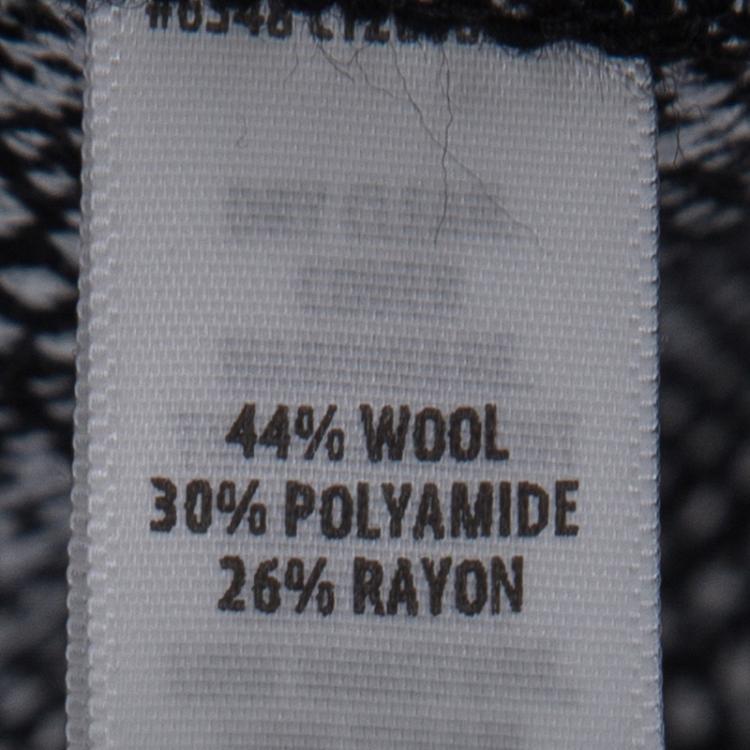 44% WOOL
30% POLYAMIDE
26% RAYON